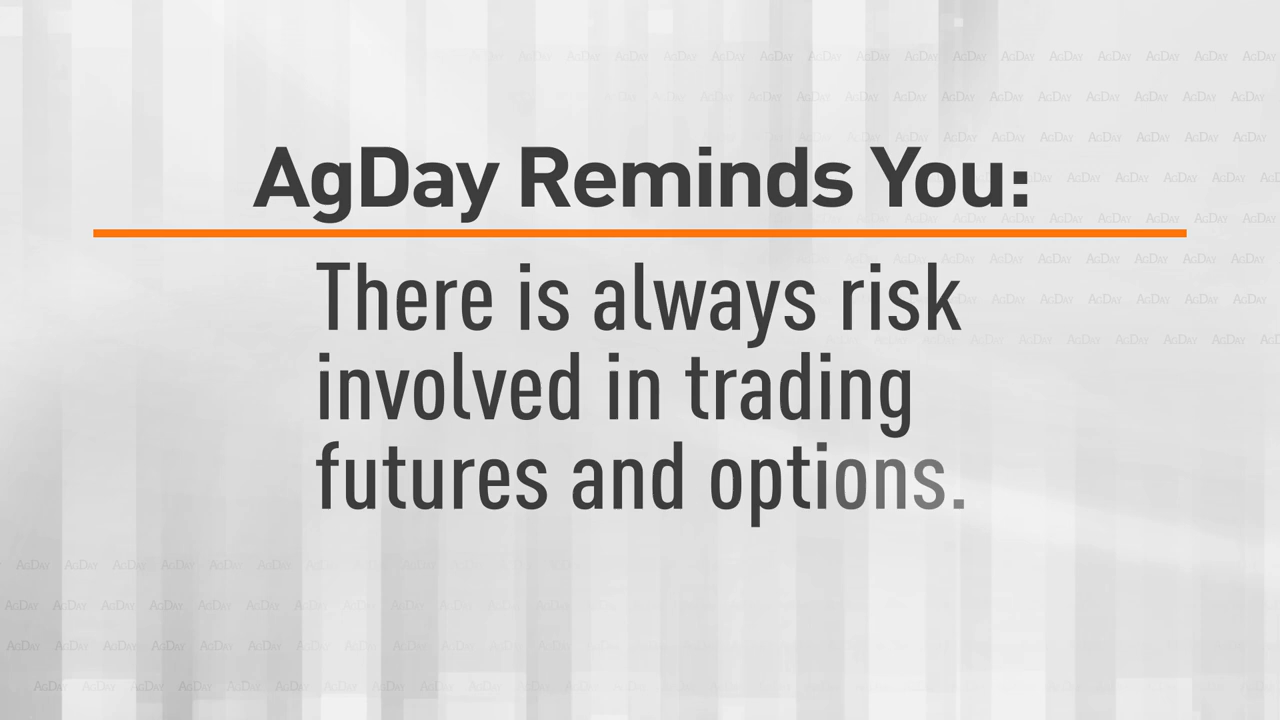 AgDay Reminds You:
There is always risk
involved in trading
futures and options.